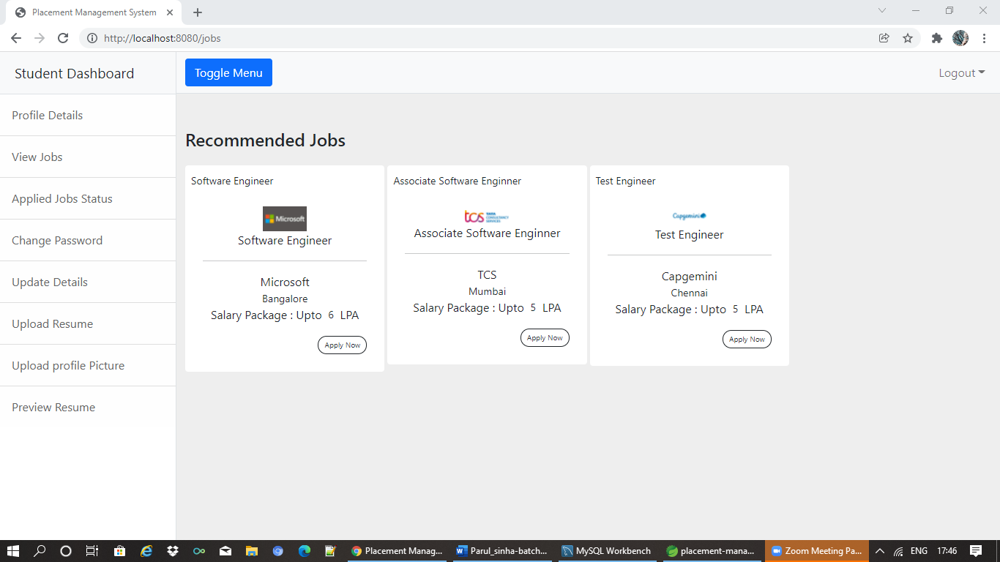 Placement Management System
http://localhost:8080/jobs
Student Dashboard
Toggle Menu
Logout
Profile Details
View Jobs
Applied Jobs Status
Change Password
Update Details
Upload Resume
Upload profile Picture
Preview Resume
Recommended Jobs
Software Engineer
Microsoft
Software Engineer
Microsoft
Bangalore
Salary Package : Upto 6 LPA
Apply Now
Associate Software Enginner
tcs TATA CONSULTANCY SERVICES
Associate Software Enginner
TCS
Mumbai
Salary Package : Upto 5 LPA
Apply Now
Test Engineer
Capgemini
Test Engineer
Capgemini
Chennai
Salary Package : Upto 5 LPA
Apply Now
Placement Manag...
Parul_sinha-batch...
MySQL Workbench
placement-mana...
Zoom Meeting Pa...
ENG
17:46